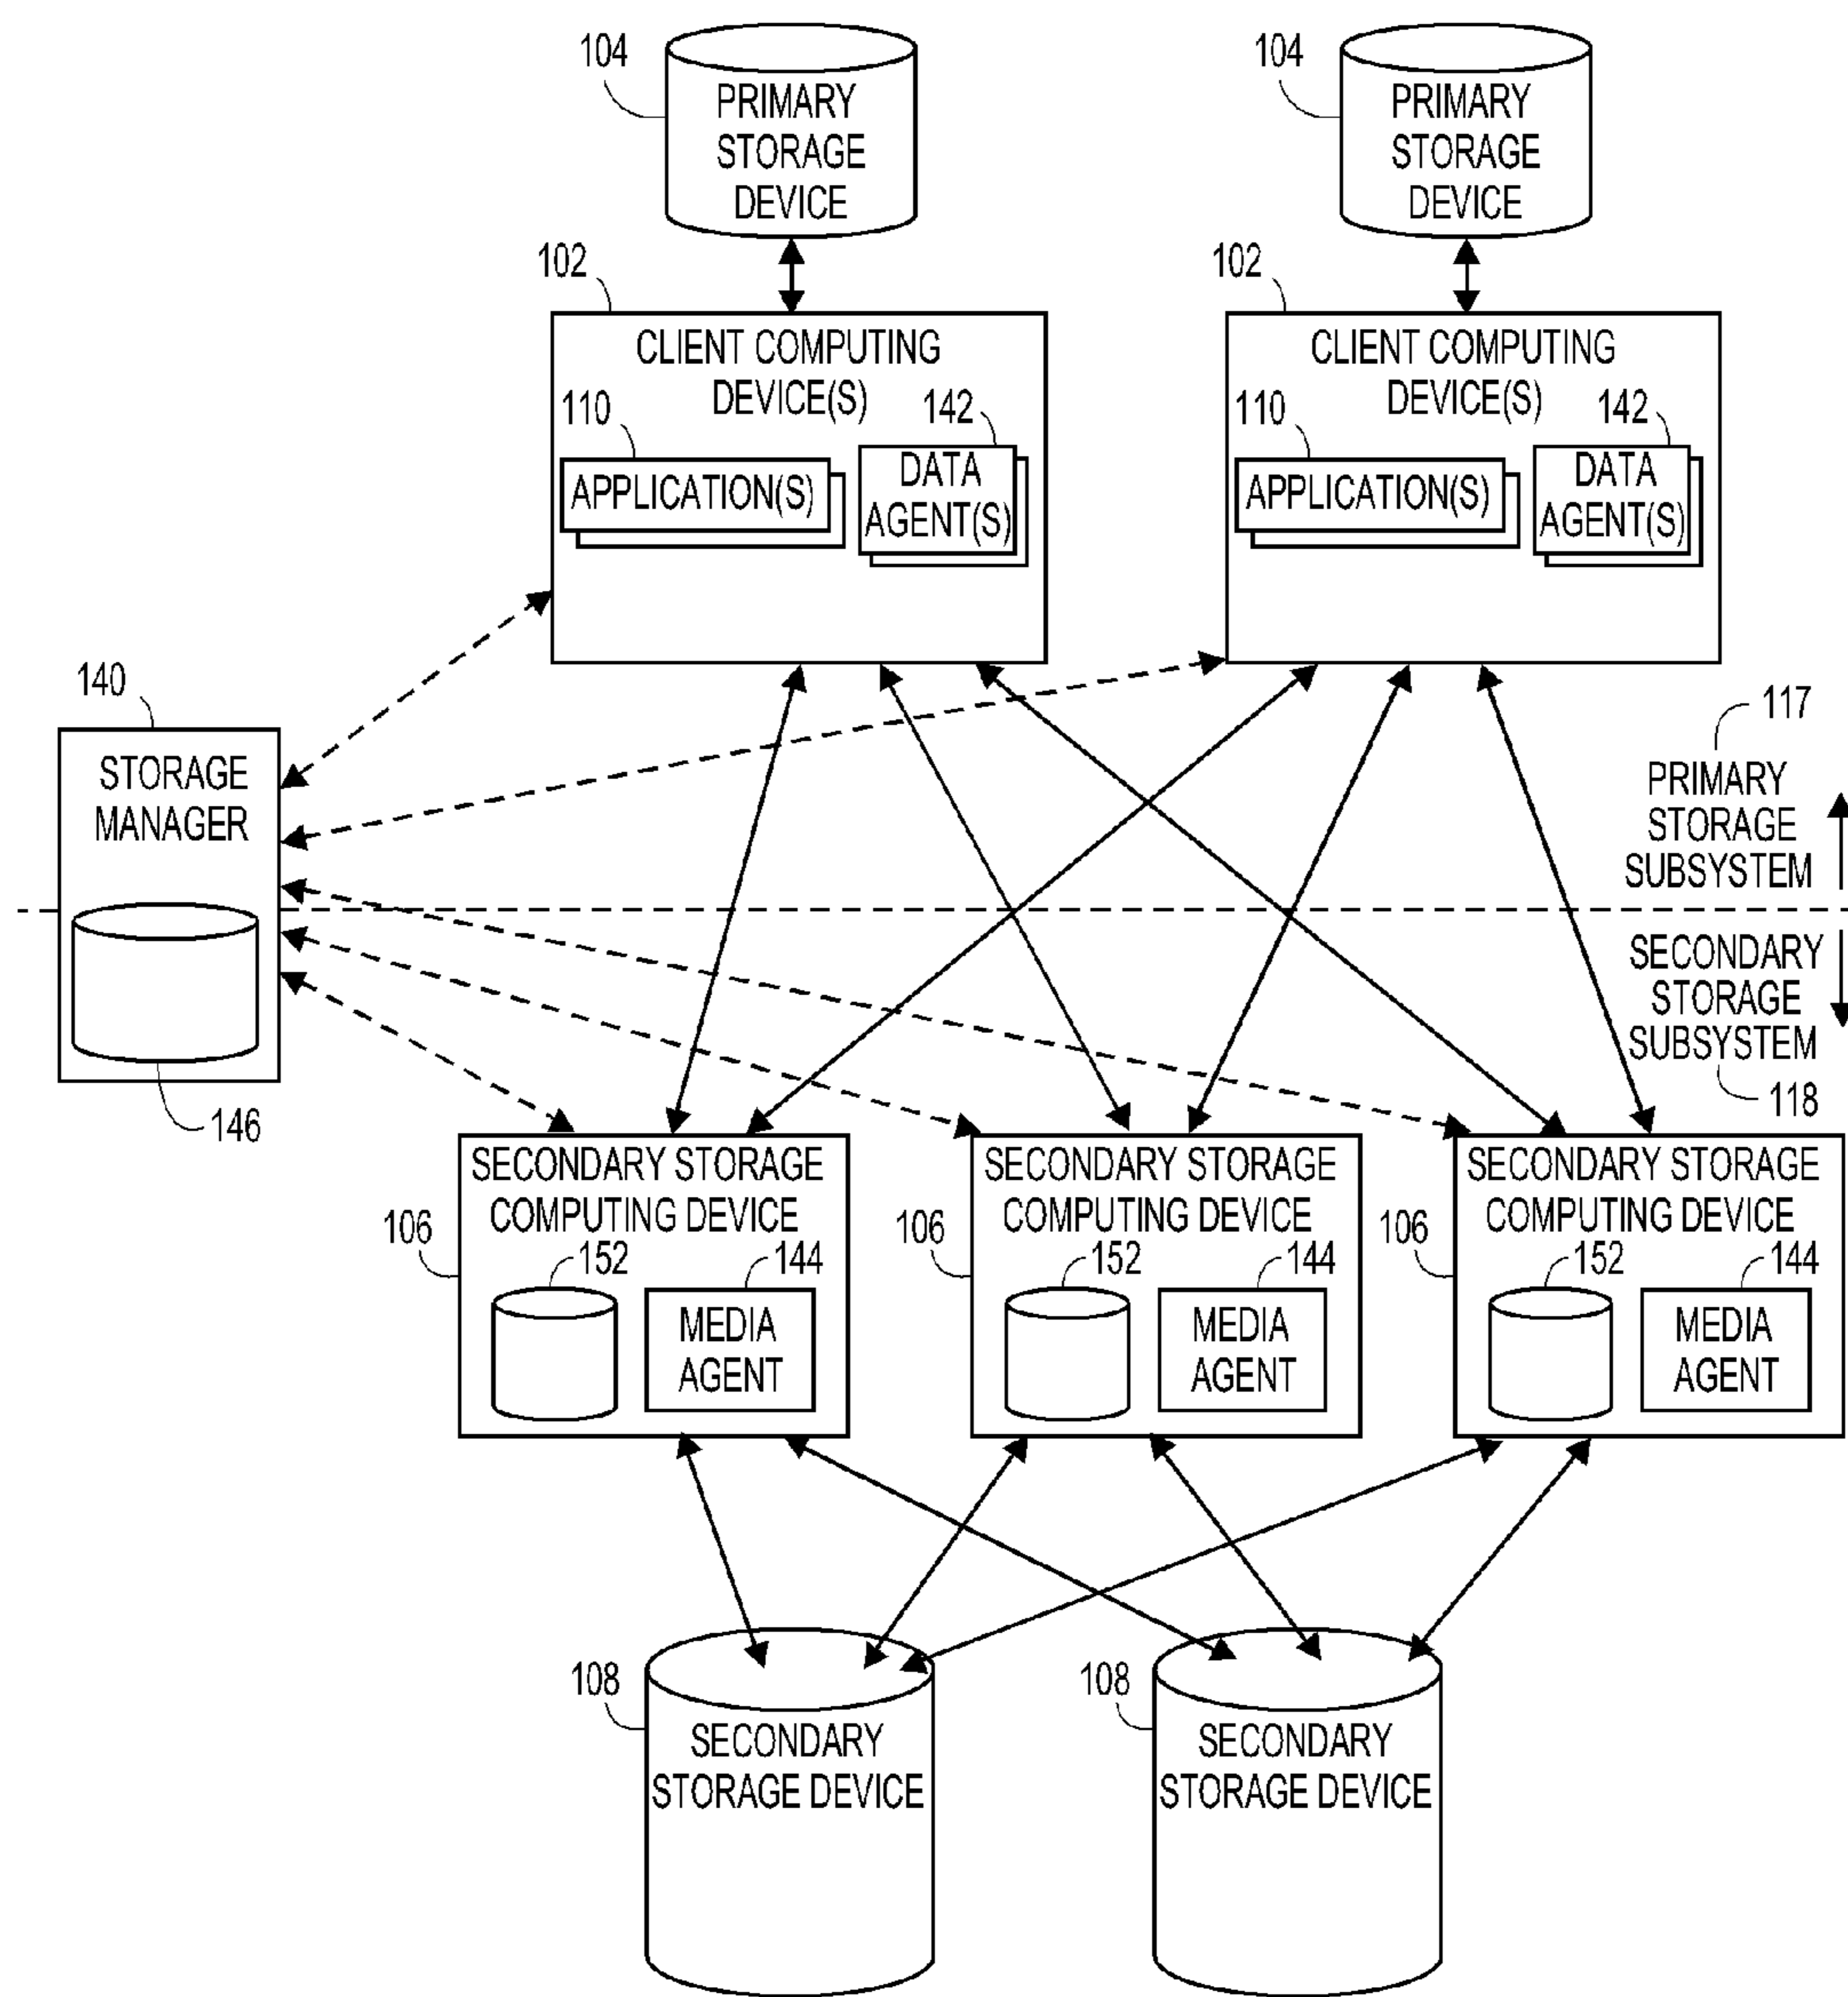 104
PRIMARY
STORAGE
DEVICE
104
PRIMARY
STORAGE
DEVICE
102
CLIENT COMPUTING
DEVICE(S)
110
APPLICATION(S)
142
DATA
AGENT(S)
102
CLIENT COMPUTING
DEVICE(S)
110
APPLICATION(S)
142
DATA
AGENT(S)
140
STORAGE
MANAGER
146
117
PRIMARY
STORAGE
SUBSYSTEM
SECONDARY
STORAGE
SUBSYSTEM
118
106
SECONDARY STORAGE
COMPUTING DEVICE
152
144
MEDIA
AGENT
106
SECONDARY STORAGE
COMPUTING DEVICE
152
144
MEDIA
AGENT
106
SECONDARY STORAGE
COMPUTING DEVICE
152
144
MEDIA
AGENT
108
SECONDARY
STORAGE DEVICE
108
SECONDARY
STORAGE DEVICE